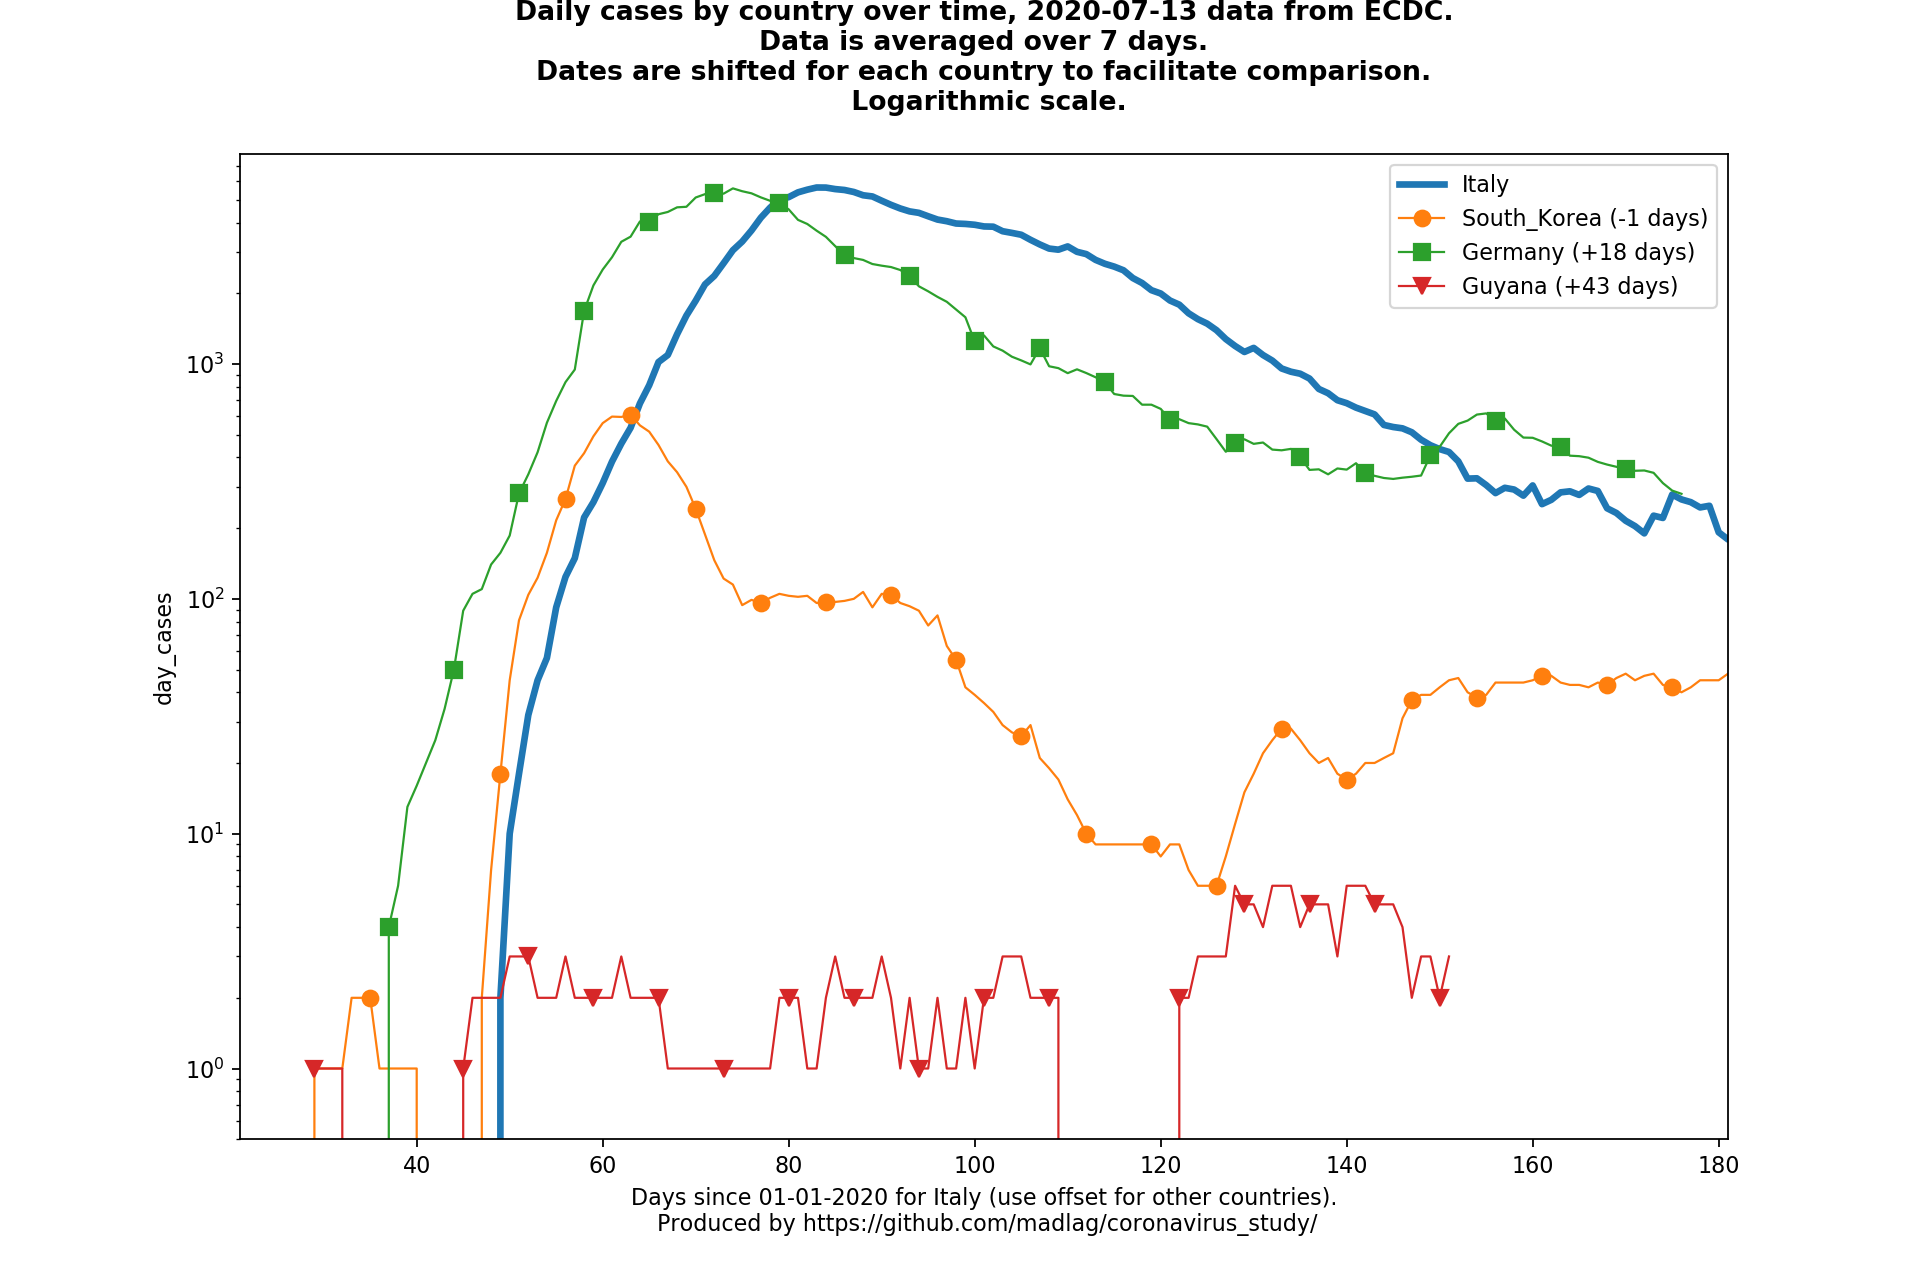 Daily cases by country over time, 2020-07-13 data from ECDC.
Data is averaged over 7 days.
Dates are shifted for each country to facilitate comparison.
Logarithmic scale.
Italy
South_Korea (-1 days)
Germany (+18 days)
Guyana (+43 days)
day_cases
10³
10²
10¹
10⁰
40 60 80 100 120 140 160 180
Days since 01-01-2020 for Italy (use offset for other countries).
Produced by https://github.com/madlag/coronavirus_study/